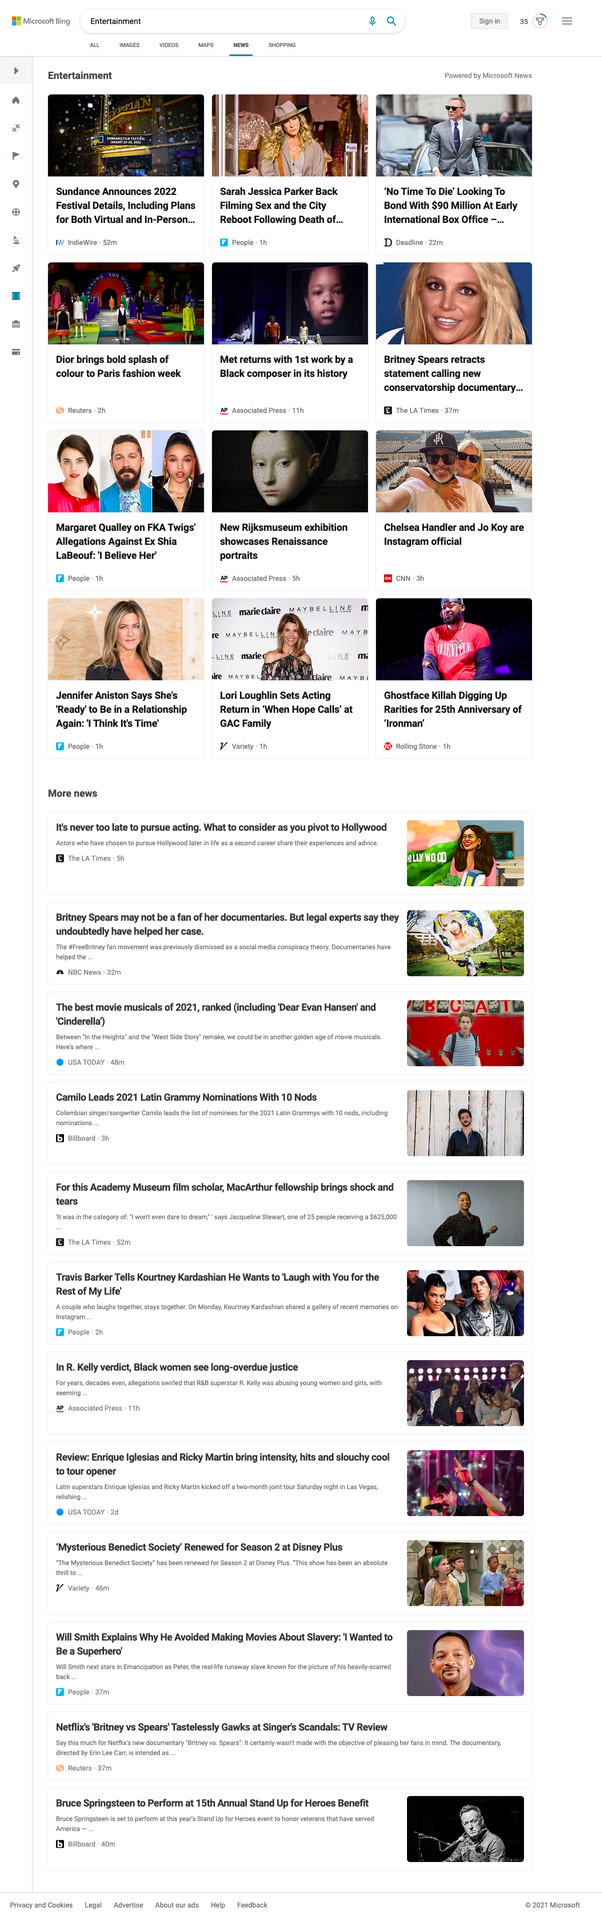 Microsoft Bing
Entertainment
Sign in
35
ALL
IMAGES
VIDEOS
MAPS
NEWS
SHOPPING
Entertainment
Powered by Microsoft News
Sundance Announces 2022
Festival Details, Including Plans
for Both Virtual and In-Person...
IW IndieWire · 52m
Sarah Jessica Parker Back
Filming Sex and the City
Reboot Following Death of...
People · 1h
'No Time To Die' Looking To
Bond With $90 Million At Early
International Box Office –...
Deadline · 22m
Dior brings bold splash of
colour to Paris fashion week
Reuters · 2h
Met returns with 1st work by a
Black composer in its history
AP Associated Press · 11h
Britney Spears retracts
statement calling new
conservatorship documentary...
The LA Times · 37m
Margaret Qualley on FKA Twigs'
Allegations Against Ex Shia
LaBeouf: 'I Believe Her'
People · 1h
New Rijksmuseum exhibition
showcases Renaissance
portraits
AP Associated Press · 5h
Chelsea Handler and Jo Koy are
Instagram official
CNN · 3h
Jennifer Aniston Says She's
'Ready' to Be in a Relationship
Again: 'I Think It's Time'
People · 1h
marie claire MAYBELLINE
Lori Loughlin Sets Acting
Return in 'When Hope Calls' at
GAC Family
Variety · 1h
Ghostface Killah Digging Up
Rarities for 25th Anniversary of
'Ironman'
Rolling Stone · 1h
More news
It's never too late to pursue acting. What to consider as you pivot to Hollywood
Actors who have chosen to pursue Hollywood later in life as a second career share their experiences and advice.
The LA Times · 5h
Britney Spears may not be a fan of her documentaries. But legal experts say they
undoubtedly have helped her case.
The #FreeBritney fan movement was previously dismissed as a social media conspiracy theory. Documentaries have
helped the ...
NBC News · 32m
The best movie musicals of 2021, ranked (including 'Dear Evan Hansen' and
'Cinderella')
Between "In the Heights" and the "West Side Story" remake, we could be in another golden age of movie musicals.
Here's where ...
USA TODAY · 48m
Camilo Leads 2021 Latin Grammy Nominations With 10 Nods
Colombian singer/songwriter Camilo leads the list of nominees for the 2021 Latin Grammys with 10 nods, including
nominations ...
Billboard · 3h
For this Academy Museum film scholar, MacArthur fellowship brings shock and
tears
'It was in the category of: "I won't even dare to dream,"' says Jacqueline Stewart, one of 25 people receiving a $625,000
...
The LA Times · 52m
Travis Barker Tells Kourtney Kardashian He Wants to 'Laugh with You for the
Rest of My Life'
A couple who laughs together, stays together. On Monday, Kourtney Kardashian shared a gallery of recent memories on
Instagram ...
People · 2h
In R. Kelly verdict, Black women see long-overdue justice
For years, decades even, allegations swirled that R&B superstar R. Kelly was abusing young women and girls, with
seeming ...
AP Associated Press · 11h
Review: Enrique Iglesias and Ricky Martin bring intensity, hits and slouchy cool
to tour opener
Latin superstars Enrique Iglesias and Ricky Martin kicked off a two-month joint tour Saturday night in Las Vegas,
relishing ...
USA TODAY · 2d
'Mysterious Benedict Society' Renewed for Season 2 at Disney Plus
"The Mysterious Benedict Society" has been renewed for Season 2 at Disney Plus. "This show has been an absolute
thrill to ...
Variety · 46m
Will Smith Explains Why He Avoided Making Movies About Slavery: 'I Wanted to
Be a Superhero'
Will Smith next stars in Emancipation as Peter, the real-life runaway slave known for the picture of his heavily-scarred
back ...
People · 37m
Netflix's 'Britney vs Spears' Tastelessly Gawks at Singer's Scandals: TV Review
Say this much for Netflix's new documentary "Britney vs. Spears": It certainly wasn't made with the objective of pleasing her fans in mind. The documentary,
directed by Erin Lee Carr, is intended as ...
Reuters · 37m
Bruce Springsteen to Perform at 15th Annual Stand Up for Heroes Benefit
Bruce Springsteen is set to perform at this year's Stand Up for Heroes event to honor veterans that have served
America — ...
Billboard · 40m
Privacy and Cookies
Legal
Advertise
About our ads
Help
Feedback
© 2021 Microsoft